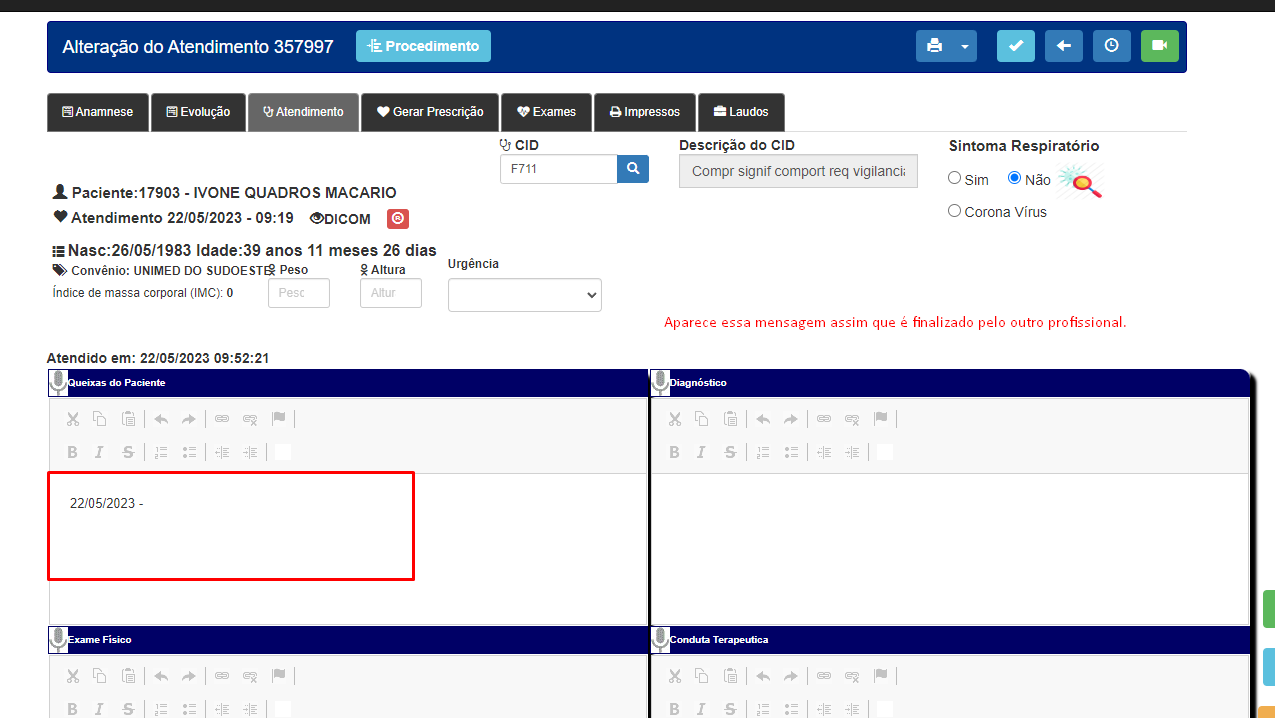 Alteração do Atendimento 357997 Procedimento
Anamnese Evolução Atendimento Gerar Prescrição Exames Impressos Laudos
CID
F711
Descrição do CID
Compr signif comport req vigilancia
Sintoma Respiratório
Sim Não
Corona Vírus
Paciente:17903 - IVONE QUADROS MACARIO
Atendimento 22/05/2023 - 09:19 DICOM
Nasc:26/05/1983 Idade:39 anos 11 meses 26 dias
Convênio: UNIMED DO SUDOESTE
Índice de massa corporal (IMC): 0
Peso
Peso
Altura
Altur
Urgência
Aparece essa mensagem assim que é finalizado pelo outro profissional.
Atendido em: 22/05/2023 09:52:21
Queixas do Paciente
22/05/2023 -
Diagnóstico
Exame Físico
Conduta Terapeutica